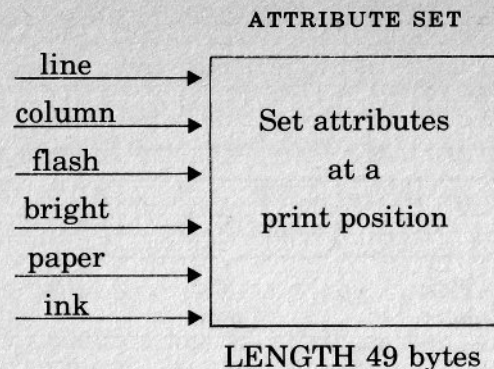 ATTRIBUTE SET
line
column
flash
bright
paper
ink
Set attributes
at a
print position
LENGTH 49 bytes